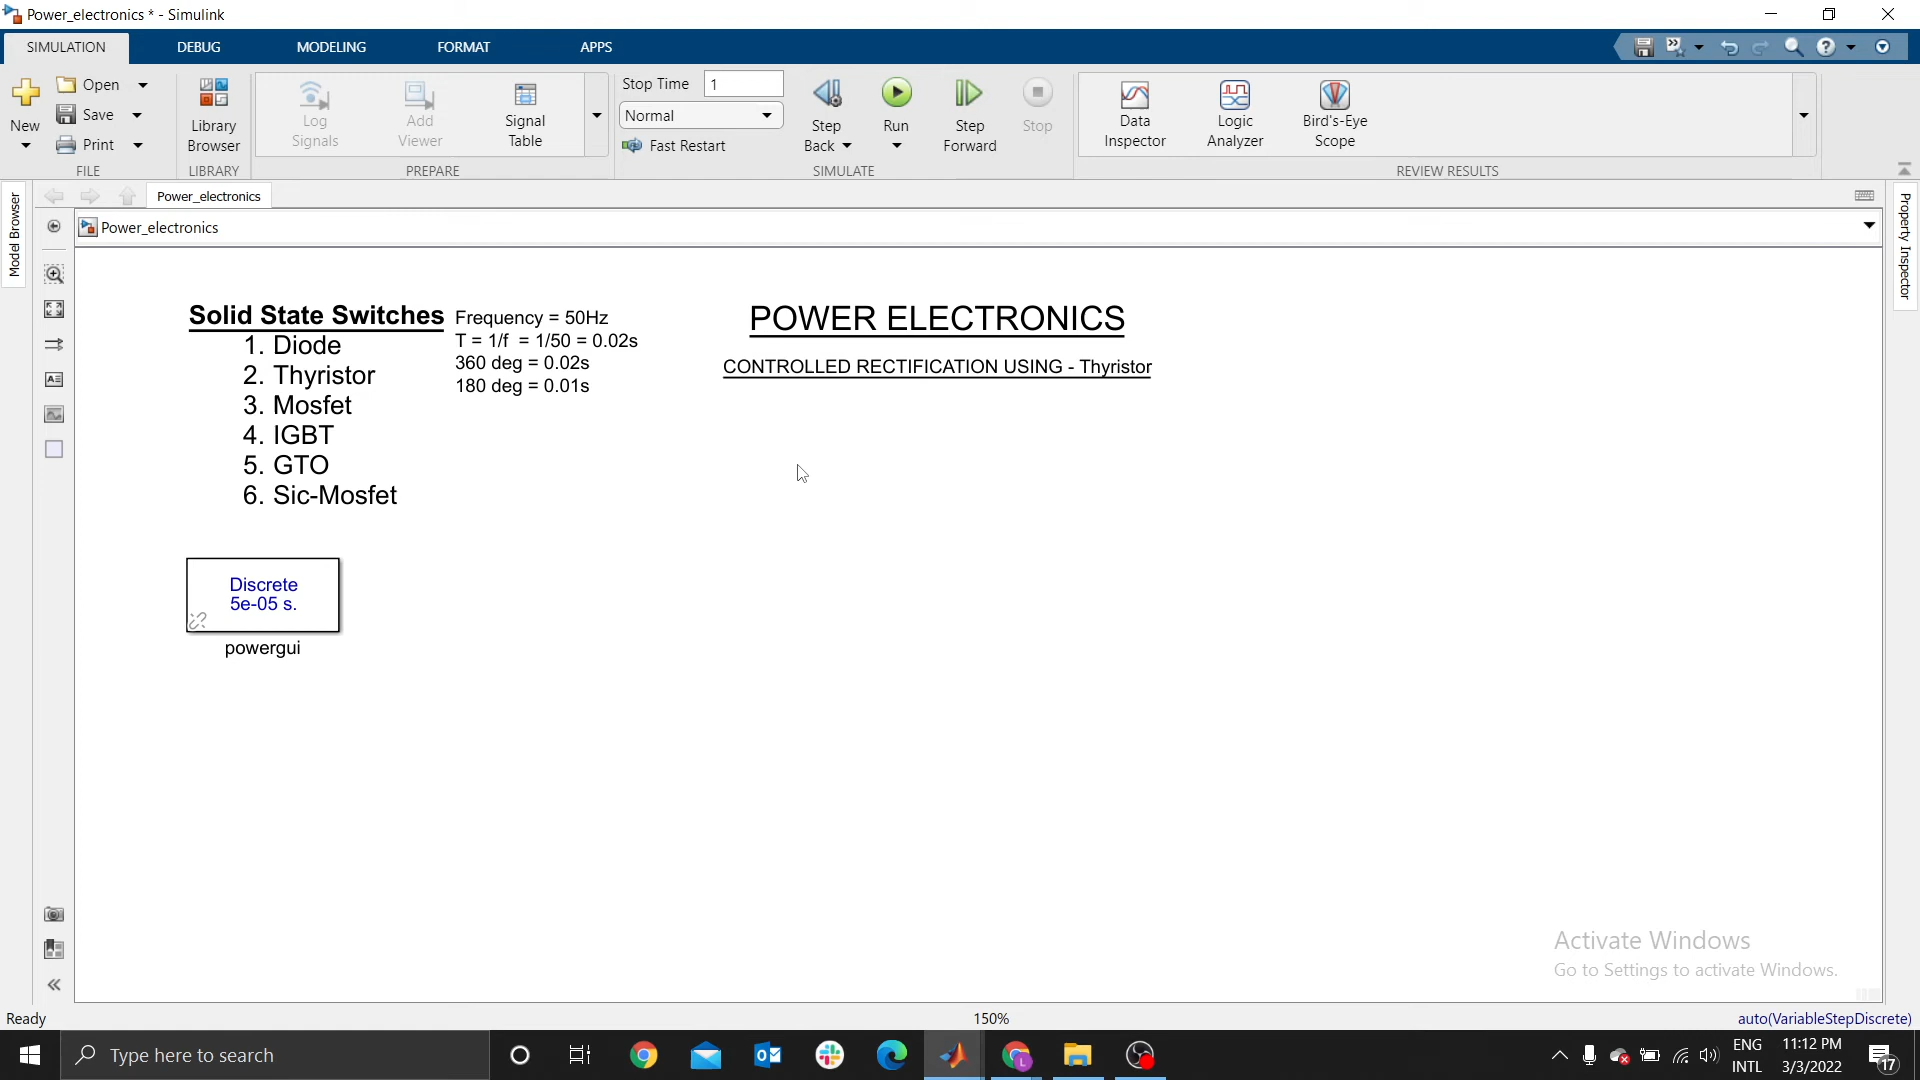 Power_electronics * - Simulink
SIMULATION
DEBUG
MODELING
FORMAT
APPS
New
Open
Save
Print
FILE
Library
Browser
LIBRARY
Log
Signals
Add
Viewer
Signal
Table
PREPARE
Stop Time
1
Normal
Fast Restart
Step
Back
Run
Step
Forward
Stop
SIMULATE
Data
Inspector
Logic
Analyzer
Bird's-Eye
Scope
REVIEW RESULTS
Model Browser
Property Inspector
Power_electronics
Power_electronics
Solid State Switches
1. Diode
2. Thyristor
3. Mosfet
4. IGBT
5. GTO
6. Sic-Mosfet
Frequency = 50Hz
T = 1/f = 1/50 = 0.02s
360 deg = 0.02s
180 deg = 0.01s
POWER ELECTRONICS
CONTROLLED RECTIFICATION USING - Thyristor
Discrete
5e-05 s.
powergui
Activate Windows
Go to Settings to activate Windows.
Ready
150%
auto(VariableStepDiscrete)
Type here to search
ENG
INTL
11:12 PM
3/3/2022
17